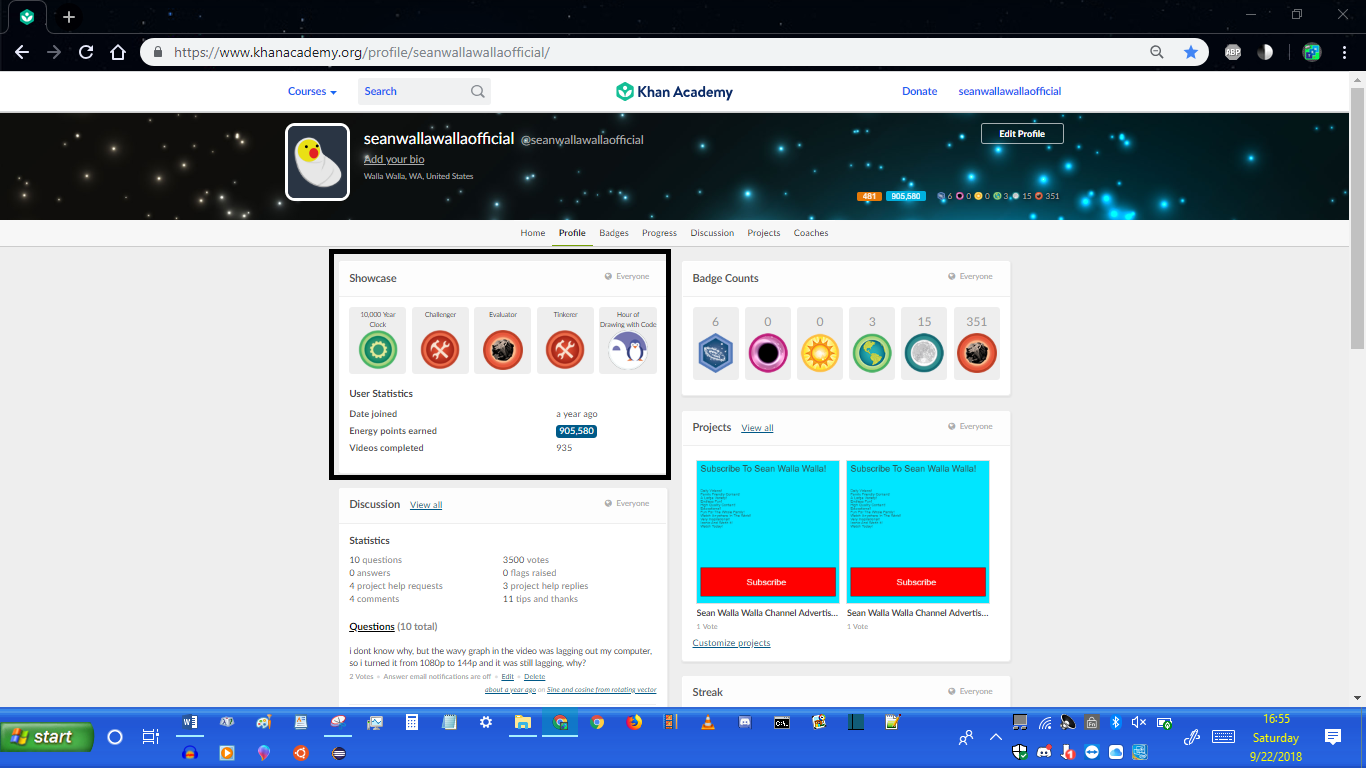 https://www.khanacademy.org/profile/seanwallawallaofficial/
ABP
Courses
Search
Khan Academy
Donate
seanwallawallaofficial
seanwallawallaofficial @seanwallawallaofficial
Edit Profile
Add your bio
Walla Walla, WA, United States
481 905,580 6 0 0 3 15 351
Home Profile Badges Progress Discussion Projects Coaches
Showcase Everyone
10,000 Year Clock
Challenger
Evaluator
Tinkerer
Hour of Drawing with Code
User Statistics
Date joined a year ago
Energy points earned 905,580
Videos completed 935
Badge Counts Everyone
6 0 0 3 15 351
Projects View all Everyone
Subscribe To Sean Walla Walla!
Subscribe
Subscribe To Sean Walla Walla!
Subscribe
Sean Walla Walla Channel Advertis...
1 Vote
Sean Walla Walla Channel Advertis...
1 Vote
Customize projects
Discussion View all Everyone
Statistics
10 questions 3500 votes
0 answers 0 flags raised
4 project help requests 3 project help replies
4 comments 11 tips and thanks
Questions (10 total)
i dont know why, but the wavy graph in the video was lagging out my computer,
so i turned it from 1080p to 144p and it was still lagging, why?
2 Votes • Answer email notifications are off • Edit • Delete
about a year ago on Sine and cosine from rotating vector
Streak Everyone
start
16:55
Saturday
9/22/2018